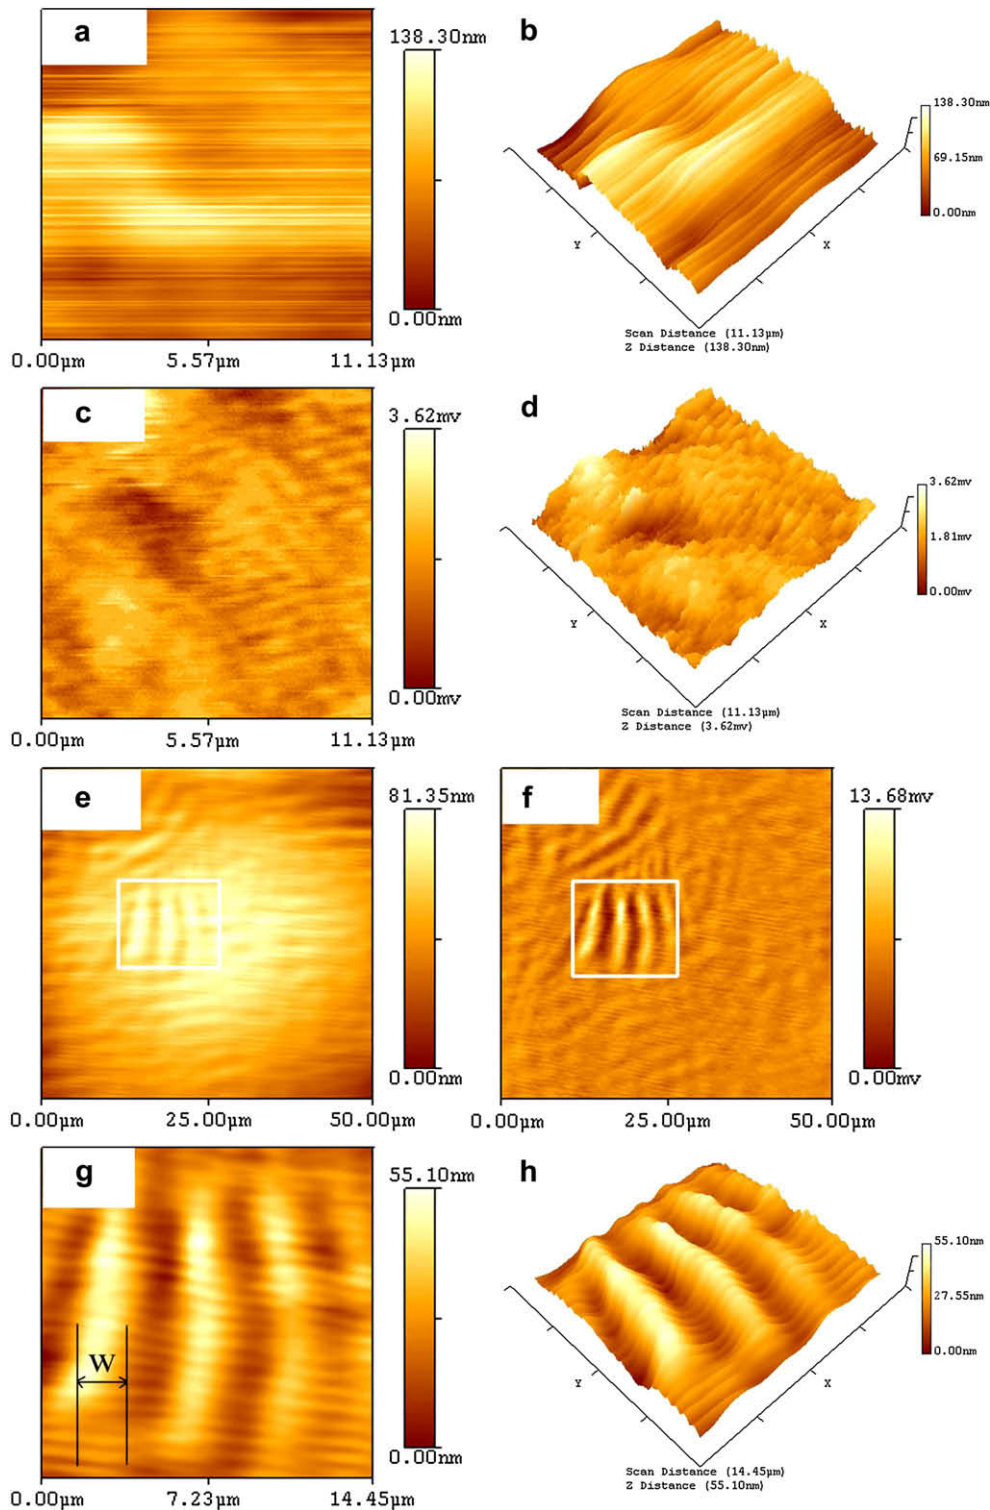 a
138.30nm
0.00nm
0.00µm 5.57µm 11.13µm
b
138.30nm
69.15nm
0.00nm
Y
X
Scan Distance (11.13µm)
Z Distance (138.30nm)
c
3.62mv
0.00mv
0.00µm 5.57µm 11.13µm
d
3.62mv
1.81mv
0.00mv
Y
X
Scan Distance (11.13µm)
Z Distance (3.62mv)
e
81.35nm
0.00nm
0.00µm 25.00µm 50.00µm
f
13.68mv
0.00mv
0.00µm 25.00µm 50.00µm
g
55.10nm
W
0.00nm
0.00µm 7.23µm 14.45µm
h
55.10nm
27.55nm
0.00nm
Y
X
Scan Distance (14.45µm)
Z Distance (55.10nm)